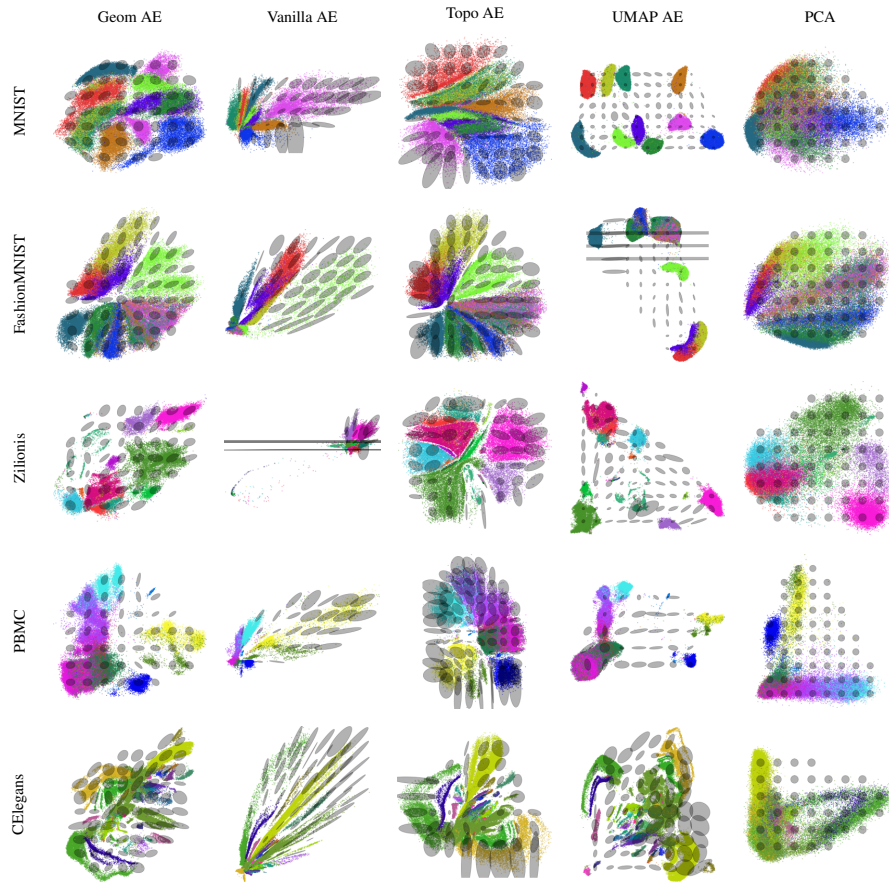 Geom AE Vanilla AE Topo AE UMAP AE PCA
MNIST
FashionMNIST
Zilionis
PBMC
CElegans